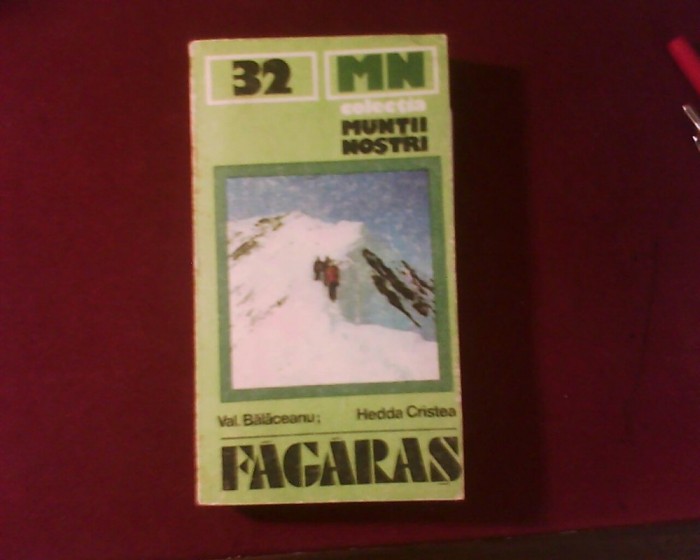 32 MN
colecția
MUNȚII
NOȘTRI
Val. Bălăceanu; Hedda Cristea
FĂGĂRAȘ